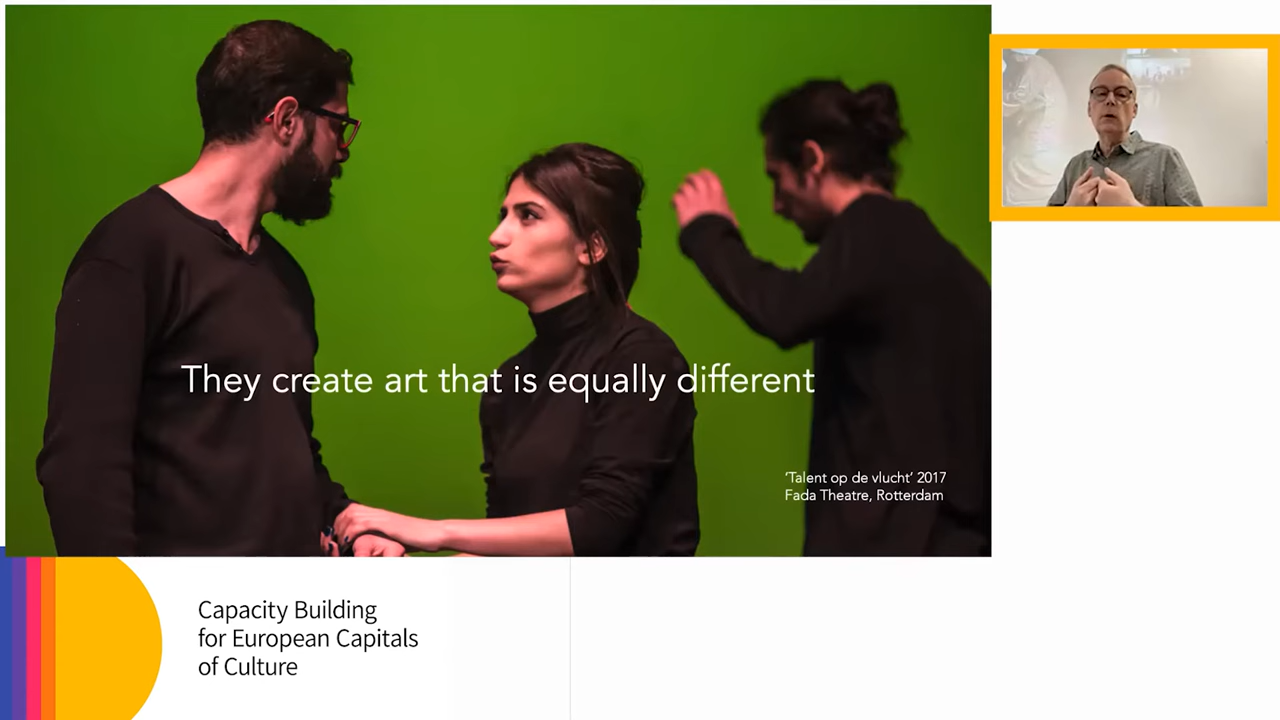 They create art that is equally different
'Talent op de vlucht' 2017
Fada Theatre, Rotterdam
Capacity Building
for European Capitals
of Culture